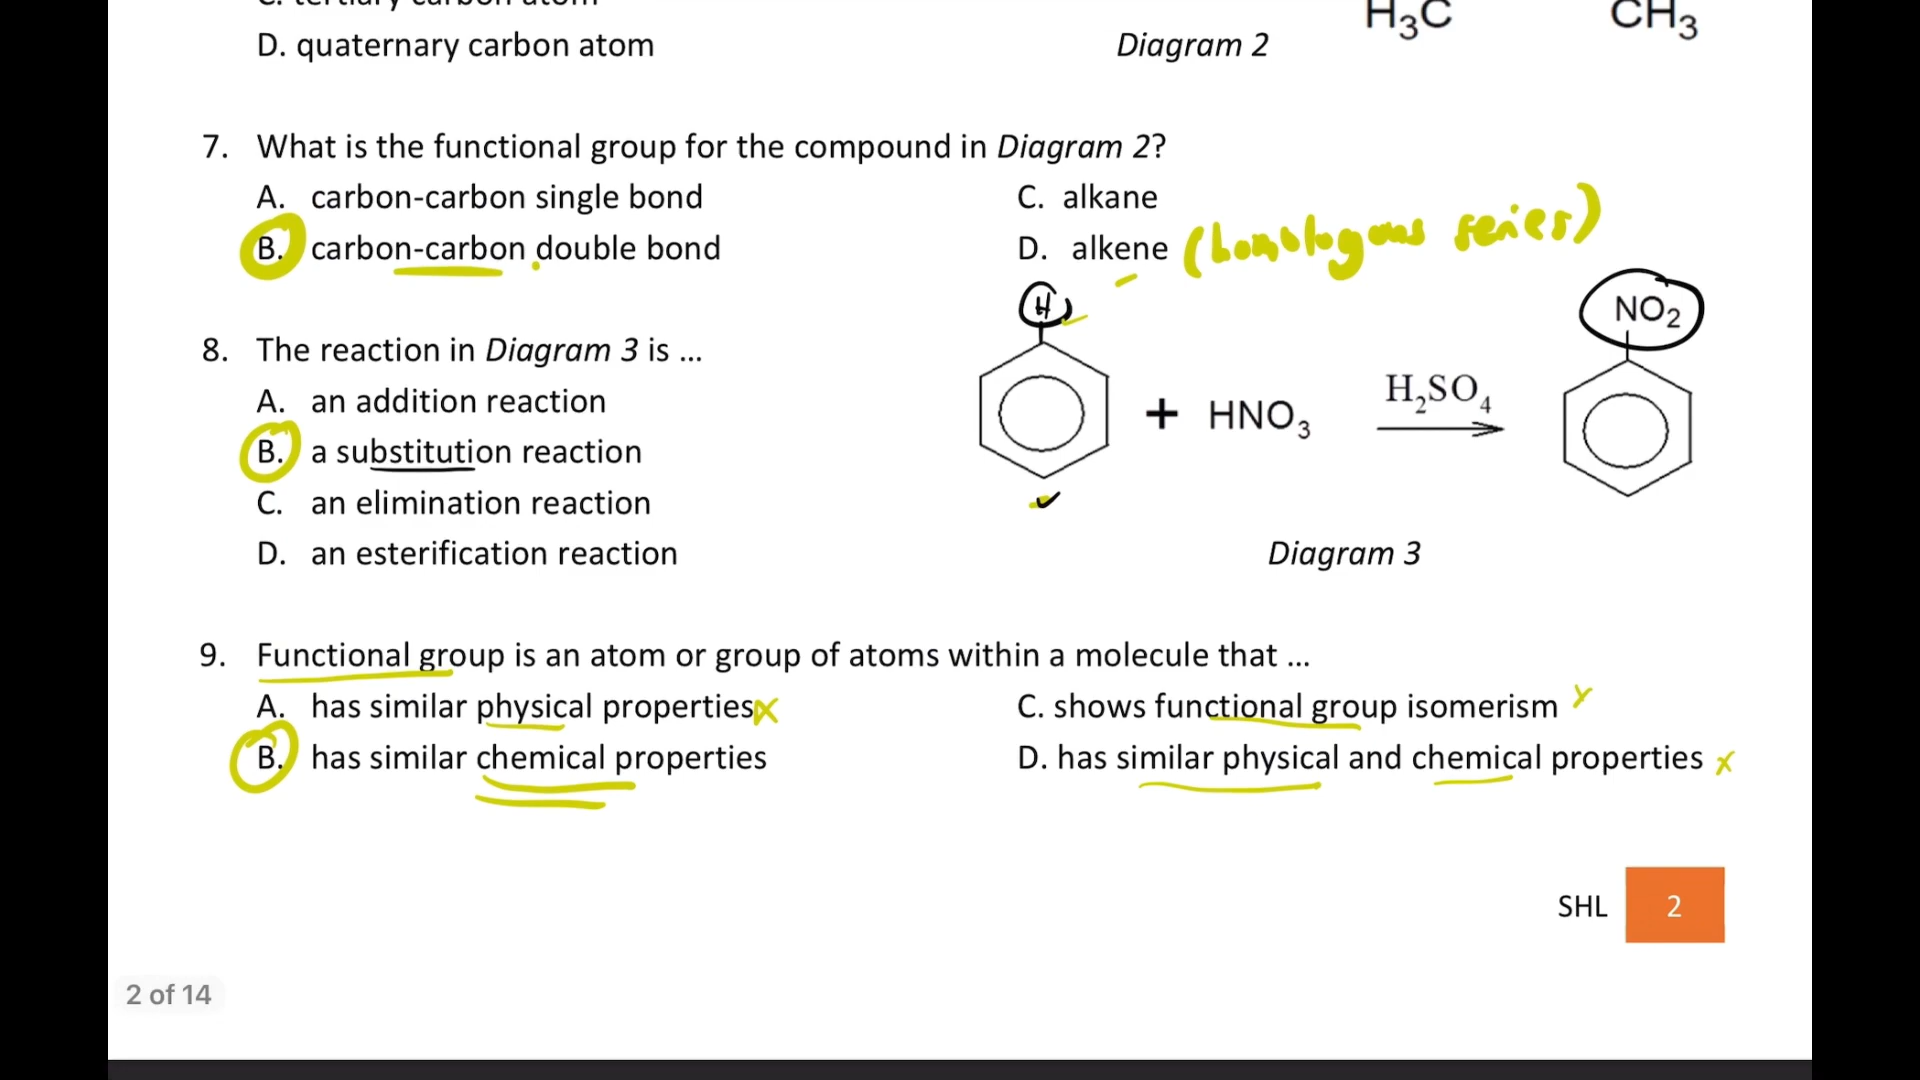 C. tertiary carbon atom
D. quaternary carbon atom
Diagram 2
H3C
CH3
7. What is the functional group for the compound in Diagram 2?
A. carbon-carbon single bond
C. alkane
B. carbon-carbon double bond
D. alkene (homologous series)
8. The reaction in Diagram 3 is ...
A. an addition reaction
B. a substitution reaction
C. an elimination reaction
D. an esterification reaction
H
+ HNO3
H2SO4
NO2
Diagram 3
9. Functional group is an atom or group of atoms within a molecule that ...
A. has similar physical properties x
C. shows functional group isomerism x
B. has similar chemical properties
D. has similar physical and chemical properties x
SHL 2
2 of 14